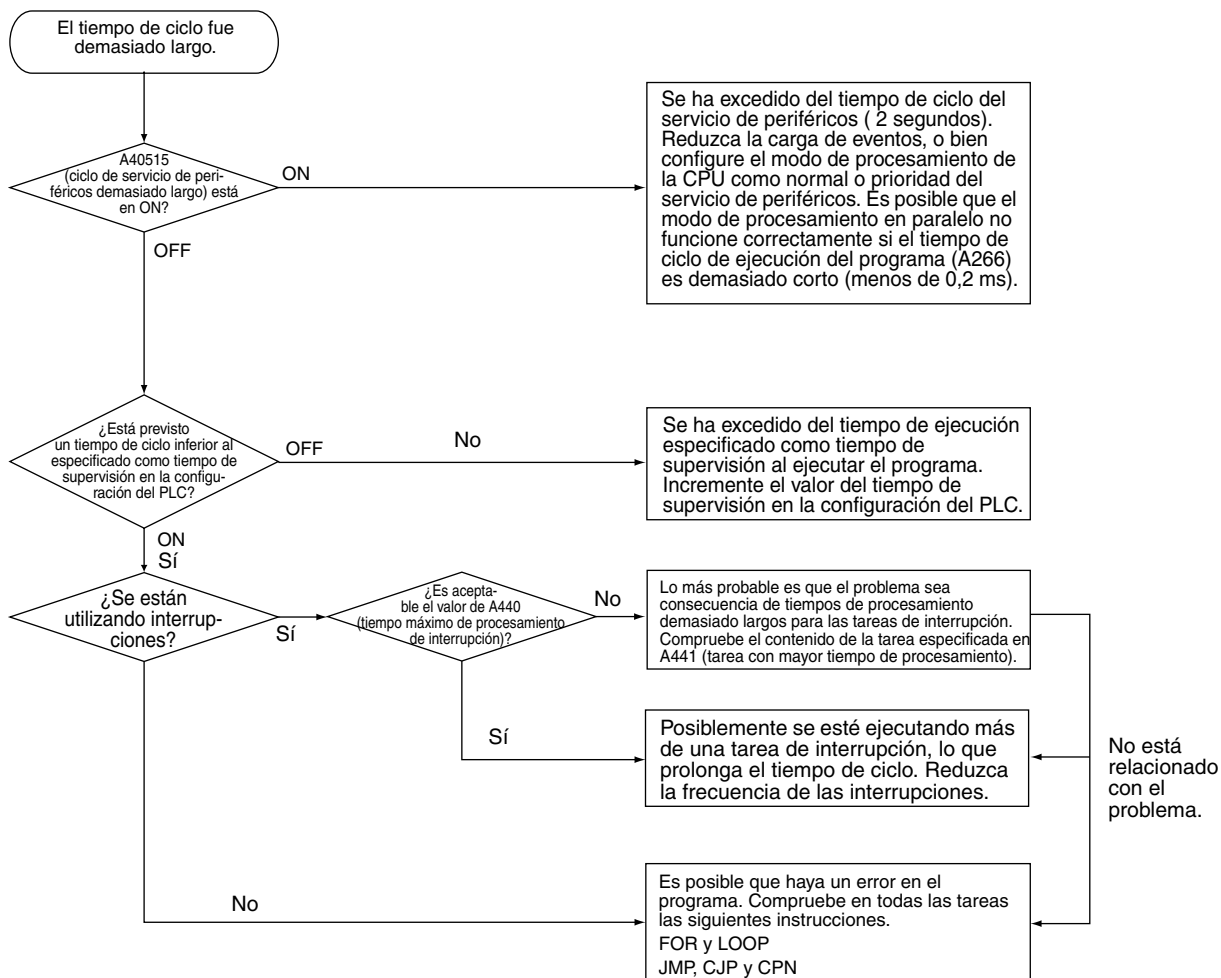 El tiempo de ciclo fue
demasiado largo.
A40515
(ciclo de servicio de peri-
féricos demasiado largo) está
en ON?
ON
OFF
Se ha excedido del tiempo de ciclo del
servicio de periféricos ( 2 segundos).
Reduzca la carga de eventos, o bien
configure el modo de procesamiento de
la CPU como normal o prioridad del
servicio de periféricos. Es posible que el
modo de procesamiento en paralelo no
funcione correctamente si el tiempo de
ciclo de ejecución del programa (A266)
es demasiado corto (menos de 0,2 ms).
¿Está previsto
un tiempo de ciclo inferior al
especificado como tiempo de
supervisión en la configu-
ración del PLC?
OFF
No
ON
Sí
Se ha excedido del tiempo de ejecución
especificado como tiempo de
supervisión al ejecutar el programa.
Incremente el valor del tiempo de
supervisión en la configuración del PLC.
¿Se están
utilizando interrup-
ciones?
Sí
¿Es acepta-
ble el valor de A440
(tiempo máximo de procesamiento
de interrupción)?
No
Lo más probable es que el problema sea
consecuencia de tiempos de procesamiento
demasiado largos para las tareas de interrupción.
Compruebe el contenido de la tarea especificada en
A441 (tarea con mayor tiempo de procesamiento).
Sí
Posiblemente se esté ejecutando más
de una tarea de interrupción, lo que
prolonga el tiempo de ciclo. Reduzca
la frecuencia de las interrupciones.
No está
relacionado
con el
problema.
No
Es posible que haya un error en el
programa. Compruebe en todas las tareas
las siguientes instrucciones.
FOR y LOOP
JMP, CJP y CPN